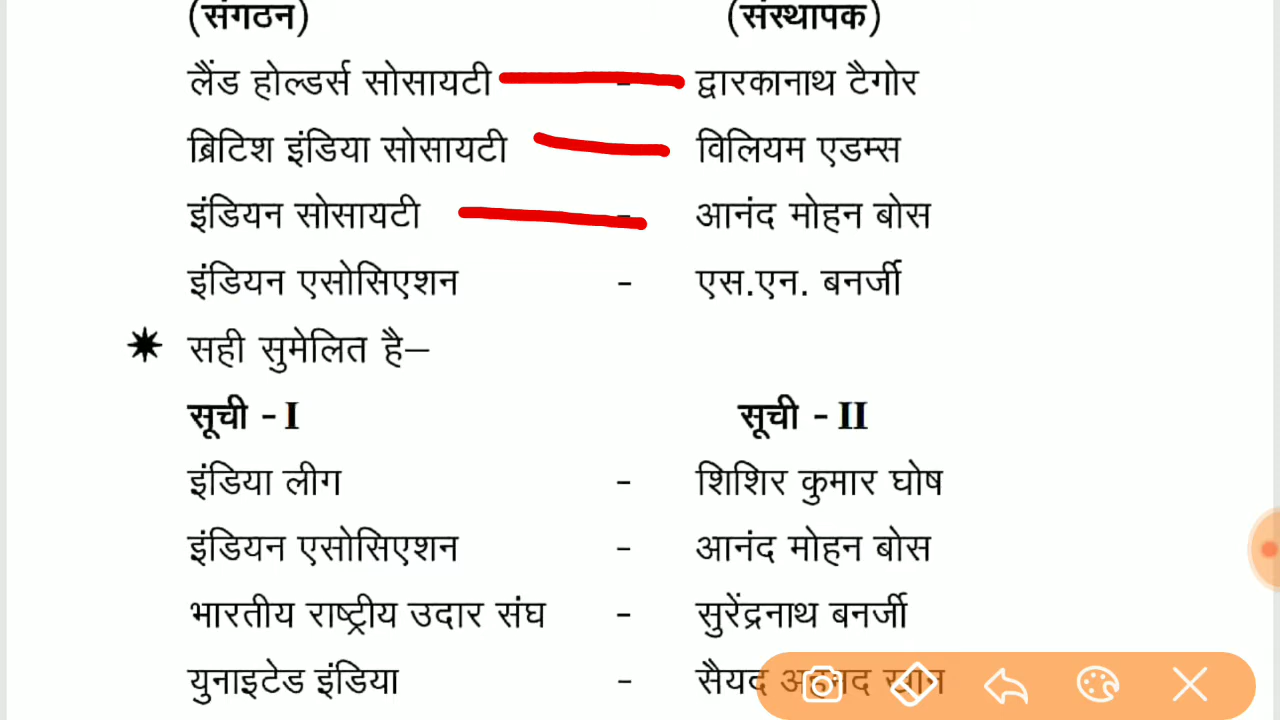 (संगठन) (संस्थापक)
लैंड होल्डर्स सोसायटी - द्वारकानाथ टैगोर
ब्रिटिश इंडिया सोसायटी विलियम एडम्स
इंडियन सोसायटी - आनंद मोहन बोस
इंडियन एसोसिएशन - एस.एन. बनर्जी
✷ सही सुमेलित है–
सूची - I सूची - II
इंडिया लीग - शिशिर कुमार घोष
इंडियन एसोसिएशन - आनंद मोहन बोस
भारतीय राष्ट्रीय उदार संघ - सुरेंद्रनाथ बनर्जी
युनाइटेड इंडिया - सैयद अहमद खान